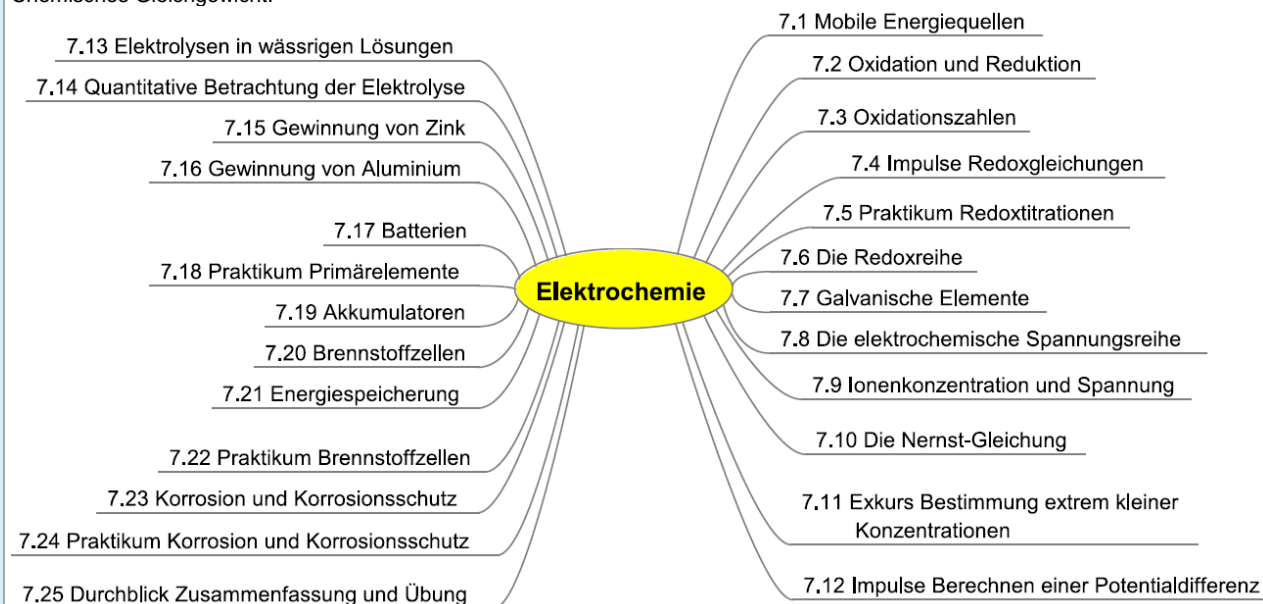 Chemisches Gleichgewicht.
7.1 Mobile Energiequellen
7.2 Oxidation und Reduktion
7.3 Oxidationszahlen
7.4 Impulse Redoxgleichungen
7.5 Praktikum Redoxtitrationen
7.6 Die Redoxreihe
7.7 Galvanische Elemente
7.8 Die elektrochemische Spannungsreihe
7.9 Ionenkonzentration und Spannung
7.10 Die Nernst-Gleichung
7.11 Exkurs Bestimmung extrem kleiner
Konzentrationen
7.12 Impulse Berechnen einer Potentialdifferenz
Elektrochemie
7.13 Elektrolysen in wässrigen Lösungen
7.14 Quantitative Betrachtung der Elektrolyse
7.15 Gewinnung von Zink
7.16 Gewinnung von Aluminium
7.17 Batterien
7.18 Praktikum Primärelemente
7.19 Akkumulatoren
7.20 Brennstoffzellen
7.21 Energiespeicherung
7.22 Praktikum Brennstoffzellen
7.23 Korrosion und Korrosionsschutz
7.24 Praktikum Korrosion und Korrosionsschutz
7.25 Durchblick Zusammenfassung und Übung